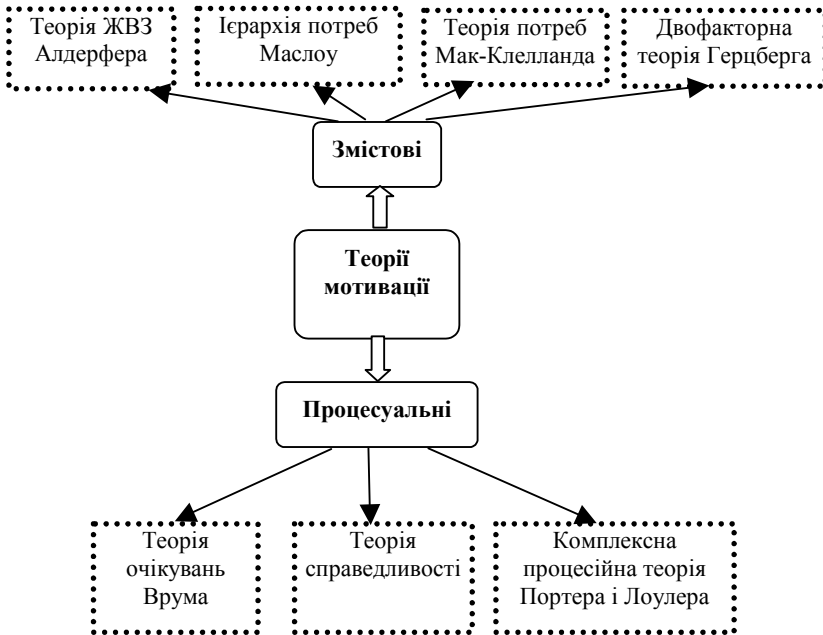 Теорія ЖВЗ
Алдерфера
Ієрархія потреб
Маслоу
Теорія потреб
Мак-Клелланда
Двофакторна
теорія Герцберга
Змістові
Теорії
мотивації
Процесуальні
Теорія
очікувань
Врума
Теорія
справедливості
Комплексна
процесійна теорія
Портера і Лоулера